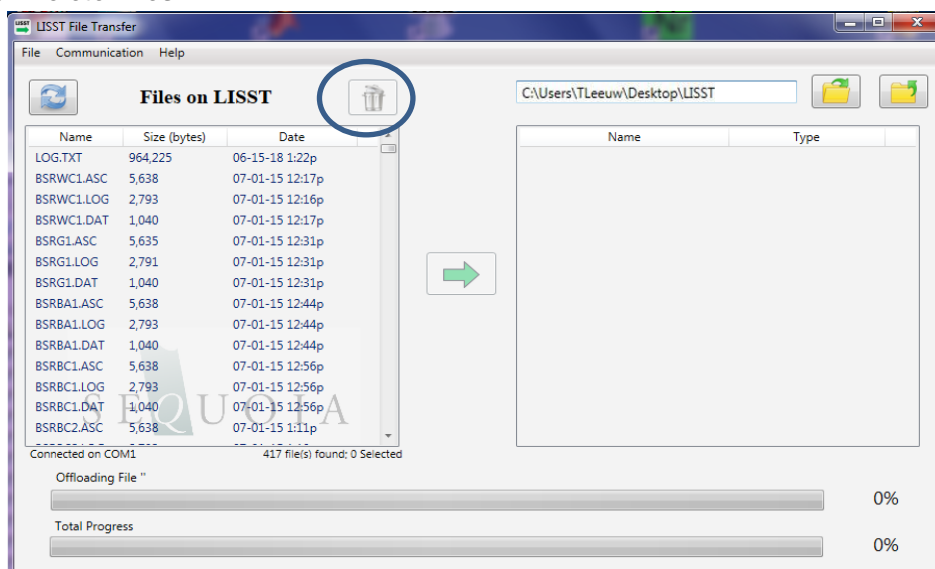 LISST File Transfer
File Communication Help
Files on LISST
C:\Users\TLeeuw\Desktop\LISST
Name Size (bytes) Date
Name Type
LOG.TXT 964,225 06-15-18 1:22p
BSRWC1.ASC 5,638 07-01-15 12:17p
BSRWC1.LOG 2,793 07-01-15 12:16p
BSRWC1.DAT 1,040 07-01-15 12:17p
BSRG1.ASC 5,635 07-01-15 12:31p
BSRG1.LOG 2,791 07-01-15 12:31p
BSRG1.DAT 1,040 07-01-15 12:31p
BSRBA1.ASC 5,638 07-01-15 12:44p
BSRBA1.LOG 2,793 07-01-15 12:44p
BSRBA1.DAT 1,040 07-01-15 12:44p
BSRBC1.ASC 5,638 07-01-15 12:56p
BSRBC1.LOG 2,793 07-01-15 12:56p
BSRBC1.DAT 1,040 07-01-15 12:56p
SEQUOIA
BSRBC2.ASC 5,638 07-01-15 1:11p
Connected on COM1 417 file(s) found; 0 Selected
Offloading File "
0%
Total Progress
0%